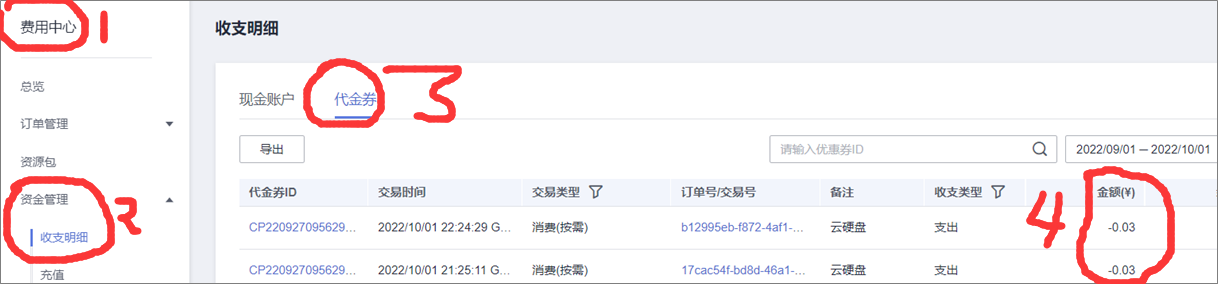 费用中心 1
收支明细
总览
现金账户 代金券 3
订单管理
导出 请输入优惠券ID 2022/09/01 – 2022/10/01
资源包
代金券ID 交易时间 交易类型 订单号/交易号 备注 收支类型 金额(¥)
资金管理 2
4
CP220927095629... 2022/10/01 22:24:29 G... 消费(按需) b12995eb-f872-4af1-... 云硬盘 支出 -0.03
收支明细
CP220927095629... 2022/10/01 21:25:11 G... 消费(按需) 17cac54f-bd8d-46a1-... 云硬盘 支出 -0.03
充值